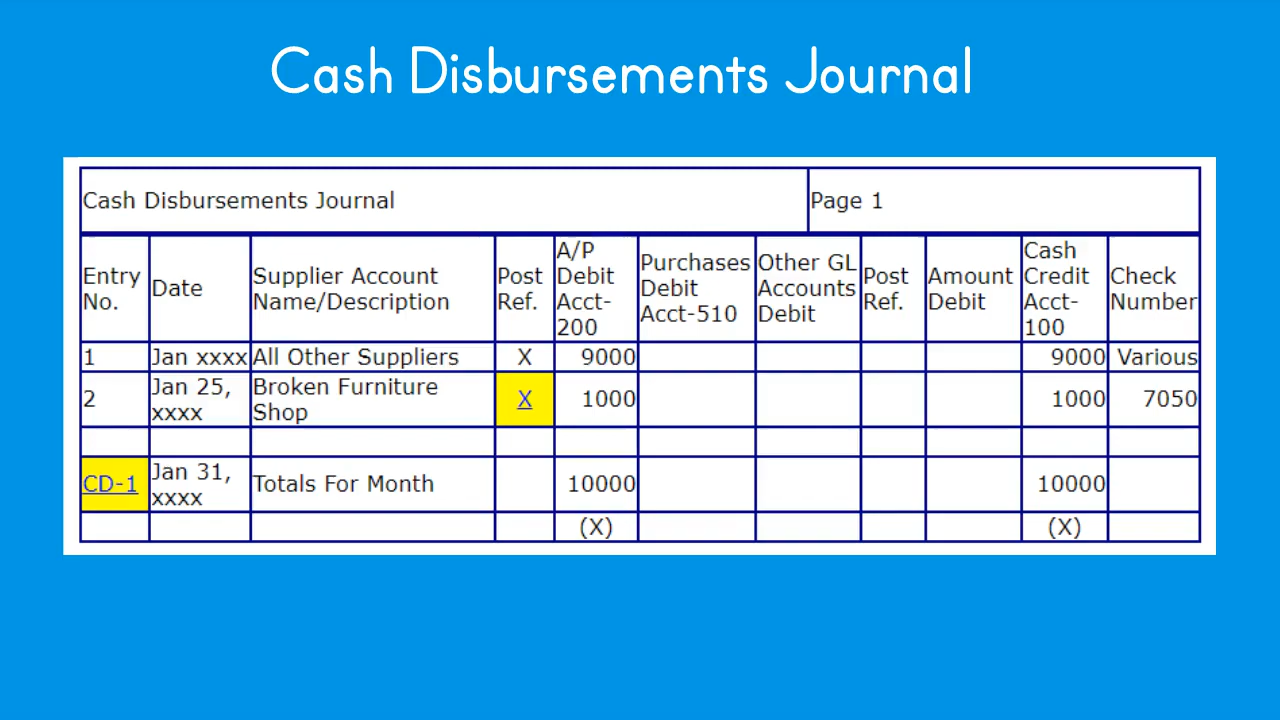 Cash Disbursements Journal
Cash Disbursements Journal Page 1
Entry No. Date Supplier Account Name/Description Post Ref. A/P Debit Acct-200 Purchases Debit Acct-510 Other GL Accounts Debit Post Ref. Amount Debit Cash Credit Acct-100 Check Number
1 Jan xxxx All Other Suppliers X 9000 9000 Various
2 Jan 25, xxxx Broken Furniture Shop X 1000 1000 7050
CD-1 Jan 31, xxxx Totals For Month 10000 10000
(X) (X)